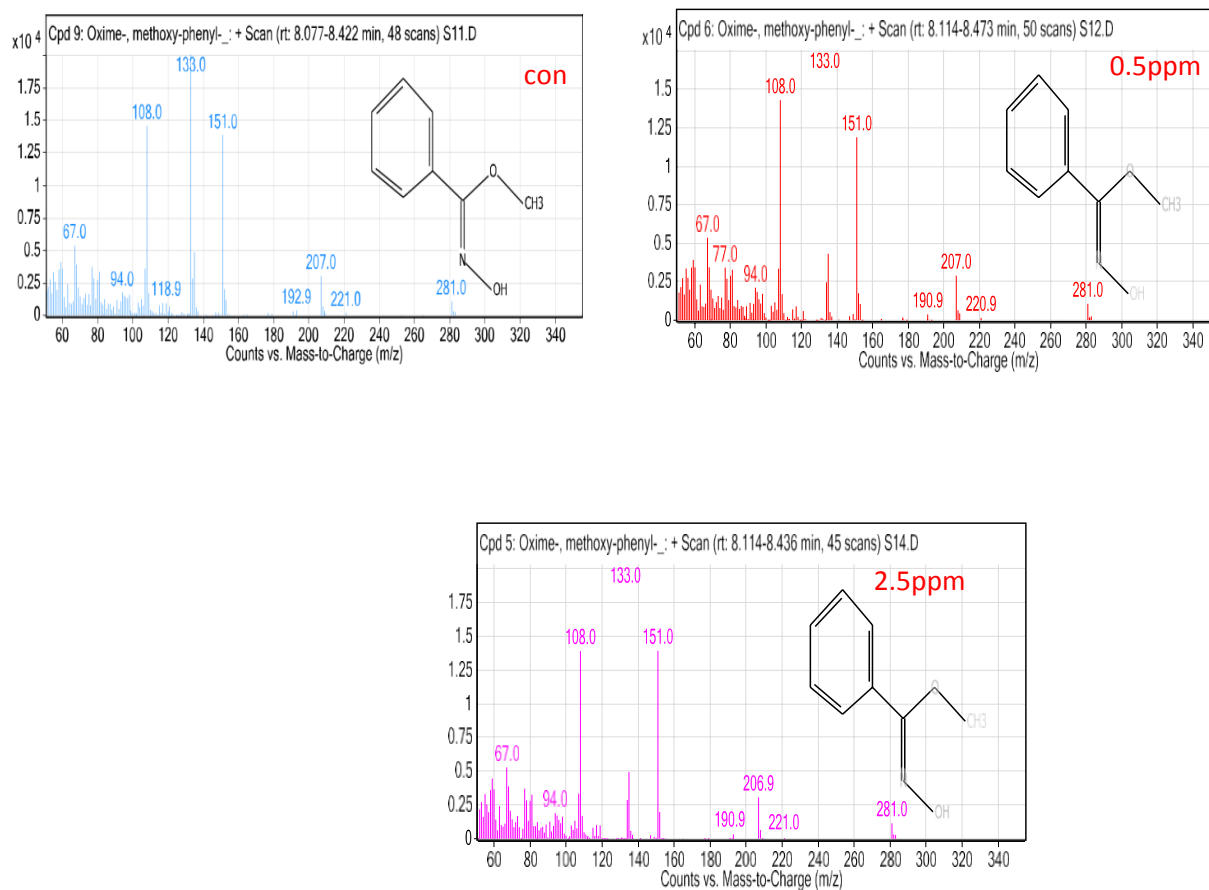 Cpd 9: Oxime-, methoxy-phenyl-_: + Scan (rt: 8.077-8.422 min, 48 scans) S11.D
x10 4
con
133.0
1.75
108.0
151.0
1.5
1.25
1
O
CH3
0.75
67.0
0.5
N
207.0
94.0
118.9
OH
281.0
0.25
192.9
221.0
0
60 80 100 120 140 160 180 200 220 240 260 280 300 320 340
Counts vs. Mass-to-Charge (m/z)
Cpd 6: Oxime-, methoxy-phenyl-_: + Scan (rt: 8.114-8.473 min, 50 scans) S12.D
x10 4
0.5ppm
133.0
1.75
108.0
1.5
151.0
1.25
1
O
CH3
0.75
67.0
0.5
77.0
N
207.0
94.0
281.0
OH
0.25
190.9
220.9
0
60 80 100 120 140 160 180 200 220 240 260 280 300 320 340
Counts vs. Mass-to-Charge (m/z)
Cpd 5: Oxime-, methoxy-phenyl-_: + Scan (rt: 8.114-8.436 min, 45 scans) S14.D
133.0
2.5ppm
1.75
108.0
151.0
1.5
1.25
1
O
CH3
0.75
67.0
0.5
N
94.0
206.9
281.0
OH
0.25
190.9
221.0
0
60 80 100 120 140 160 180 200 220 240 260 280 300 320 340
Counts vs. Mass-to-Charge (m/z)